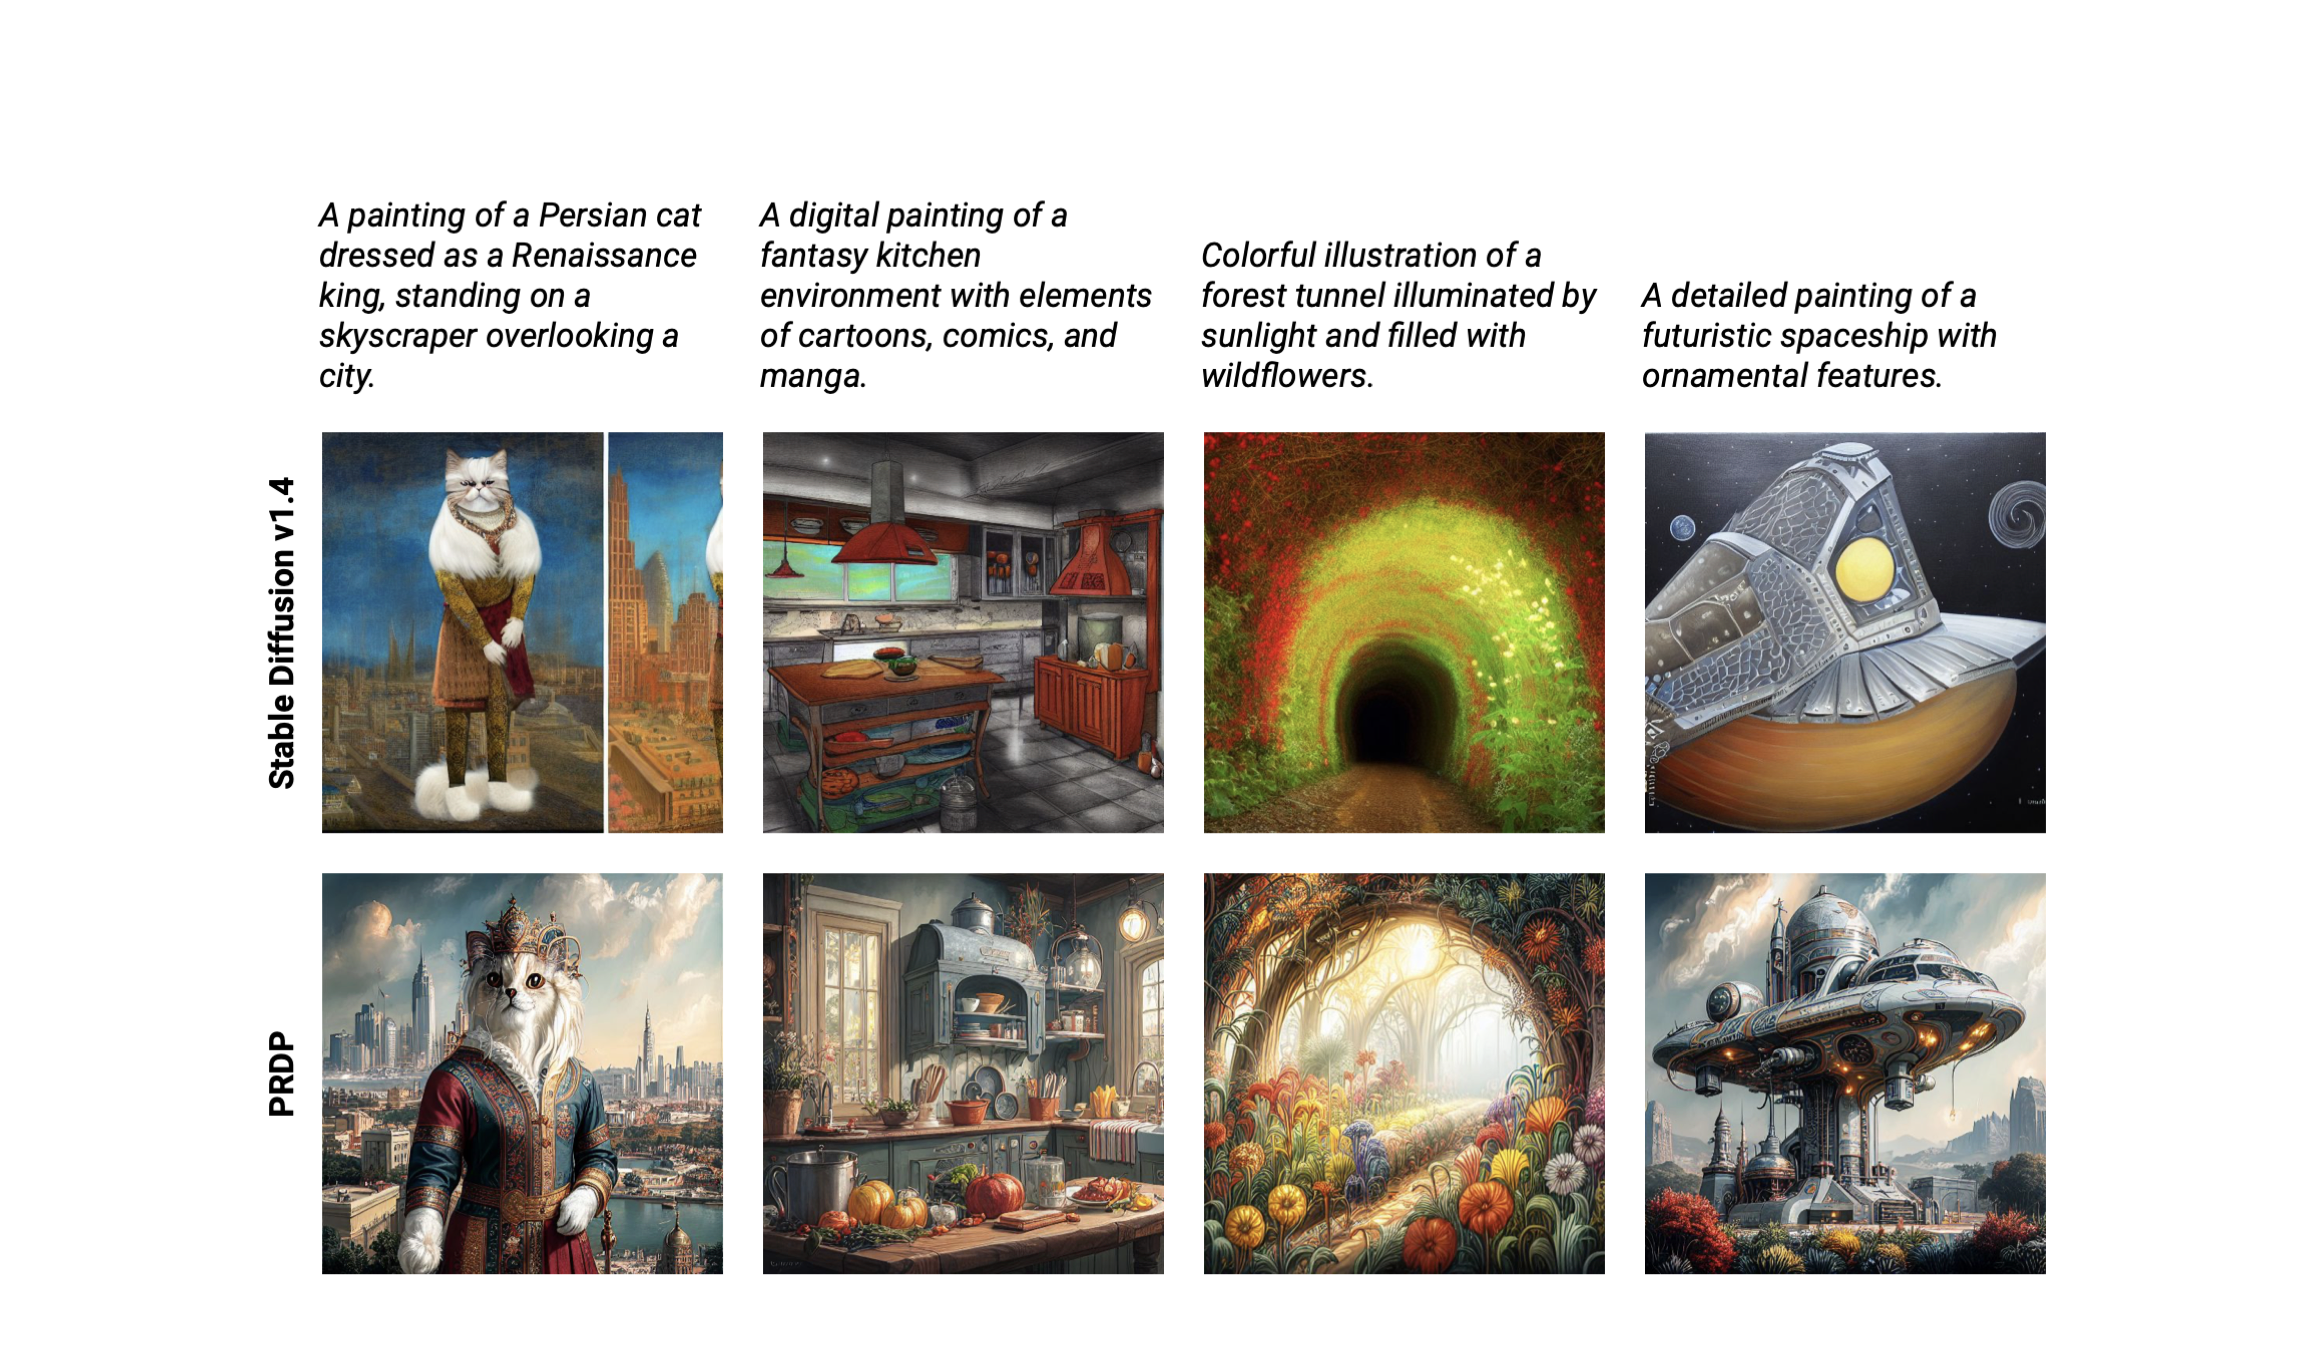 A painting of a Persian cat
dressed as a Renaissance
king, standing on a
skyscraper overlooking a
city.
A digital painting of a
fantasy kitchen
environment with elements
of cartoons, comics, and
manga.
Colorful illustration of a
forest tunnel illuminated by
sunlight and filled with
wildflowers.
A detailed painting of a
futuristic spaceship with
ornamental features.
Stable Diffusion v1.4
PRDP